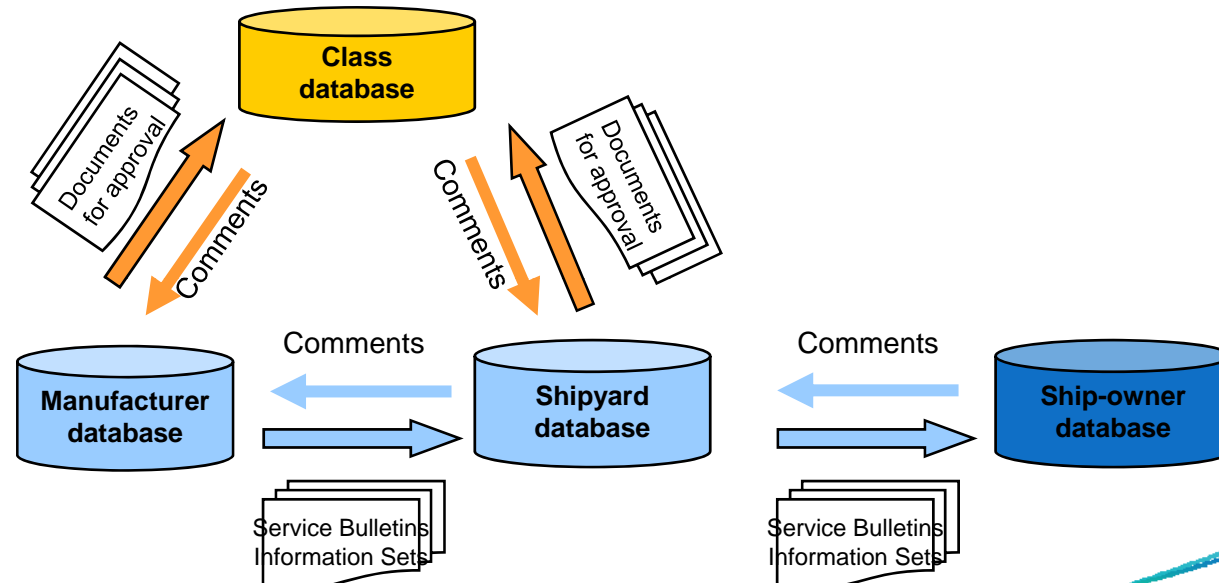 Class
database
Documents
for approval
Comments
Comments
Documents
for approval
Manufacturer
database
Comments
Shipyard
database
Comments
Ship-owner
database
Service Bulletins
Information Sets
Service Bulletins
Information Sets